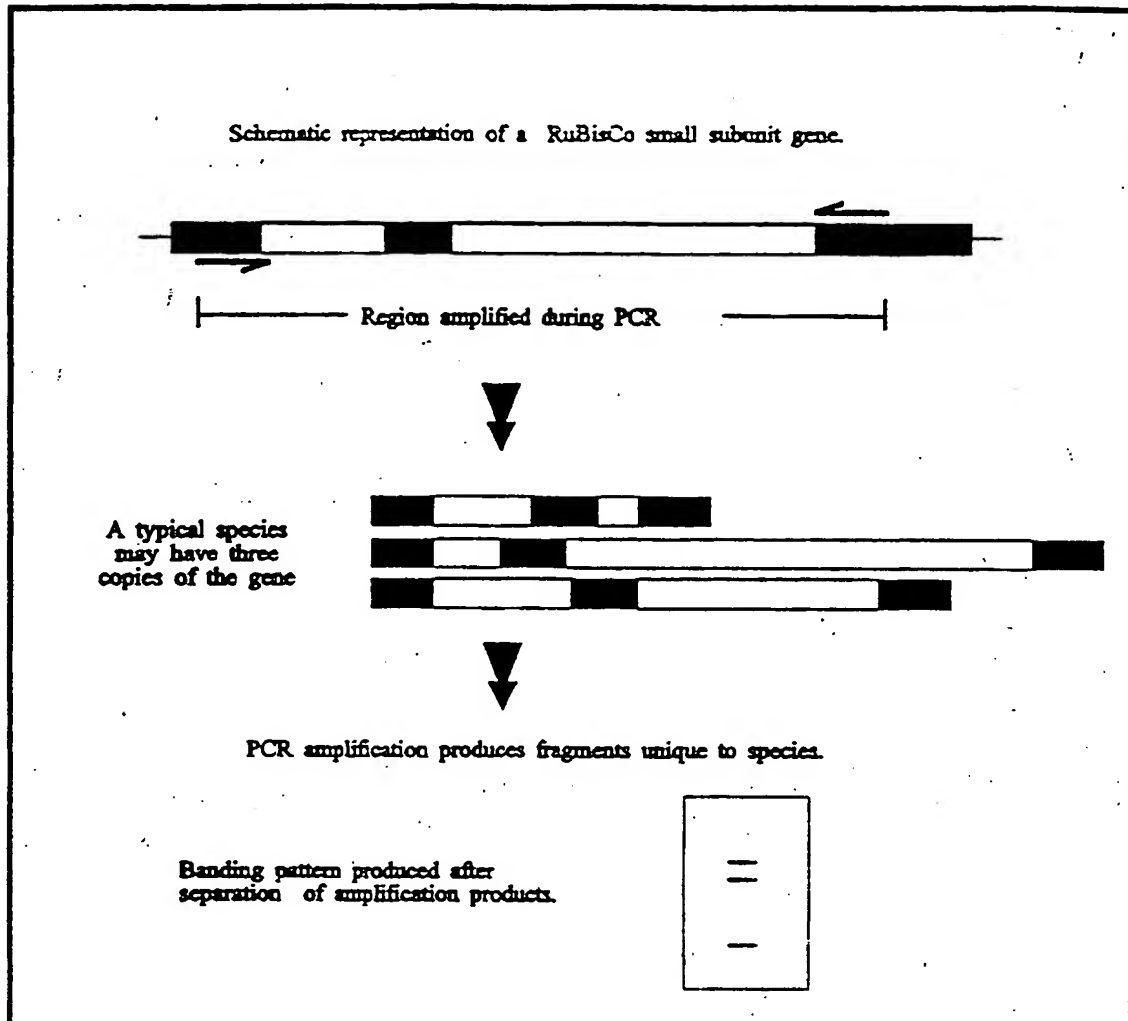 Schematic representation of a RuBisCo small subunit gene.
Region amplified during PCR
A typical species
may have three
copies of the gene
PCR amplification produces fragments unique to species.
Banding pattern produced after
separation of amplification products.